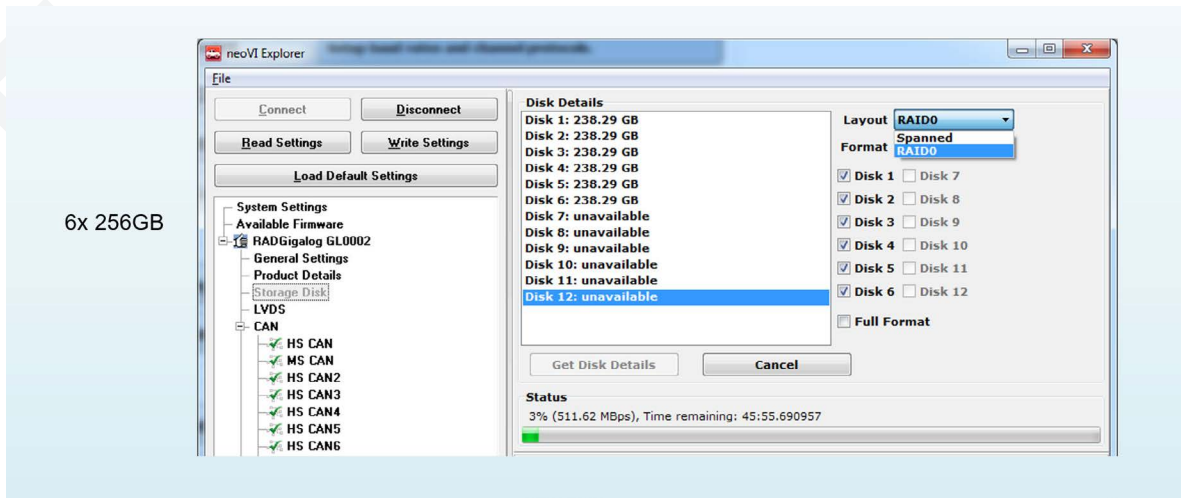 neoVI Explorer
Setup baud rates and channel protocols.
File
Connect
Disconnect
Read Settings
Write Settings
Load Default Settings
System Settings
Available Firmware
RADGigalog GL0002
General Settings
Product Details
Storage Disk
LVDS
CAN
HS CAN
MS CAN
HS CAN2
HS CAN3
HS CAN4
HS CAN5
HS CAN6
6x 256GB
Disk Details
Disk 1: 238.29 GB
Disk 2: 238.29 GB
Disk 3: 238.29 GB
Disk 4: 238.29 GB
Disk 5: 238.29 GB
Disk 6: 238.29 GB
Disk 7: unavailable
Disk 8: unavailable
Disk 9: unavailable
Disk 10: unavailable
Disk 11: unavailable
Disk 12: unavailable
Layout RAID0
Spanned
Format RAID0
Disk 1 Disk 7
Disk 2 Disk 8
Disk 3 Disk 9
Disk 4 Disk 10
Disk 5 Disk 11
Disk 6 Disk 12
Full Format
Get Disk Details
Cancel
Status
3% (511.62 MBps), Time remaining: 45:55.690957